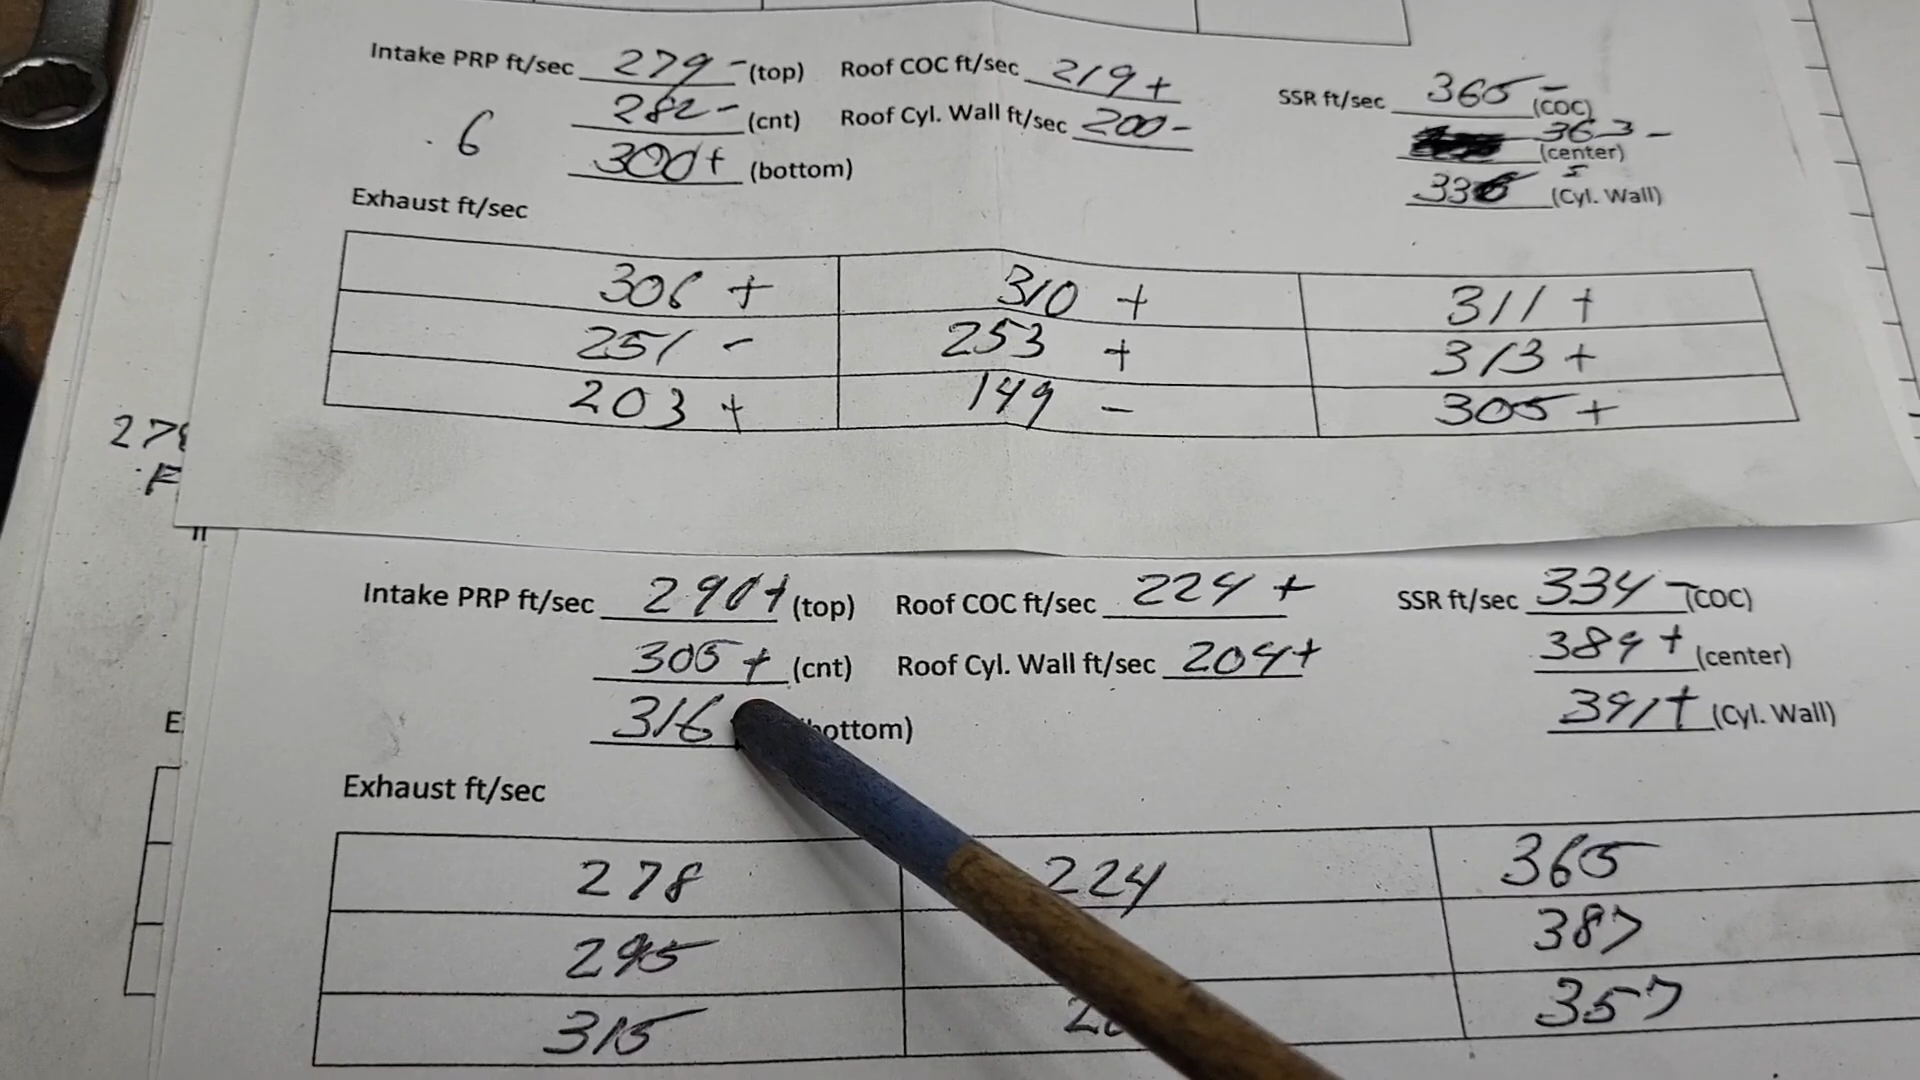 Intake PRP ft/sec 279 - (top) Roof COC ft/sec 219 + SSR ft/sec 365 - (COC)
.6 282 - (cnt) Roof Cyl. Wall ft/sec 200 - 363 - (center)
300 + (bottom) (Cyl. Wall)
Exhaust ft/sec
306 + 310 + 311 +
251 - 253 + 313 +
203 + 149 - 305 +
Intake PRP ft/sec 290 + (top) Roof COC ft/sec 224 + SSR ft/sec 334 - (COC)
305 + (cnt) Roof Cyl. Wall ft/sec 204 + 389 + (center)
316 391 + (Cyl. Wall)
Exhaust ft/sec
278 224 365
295 387
315 357